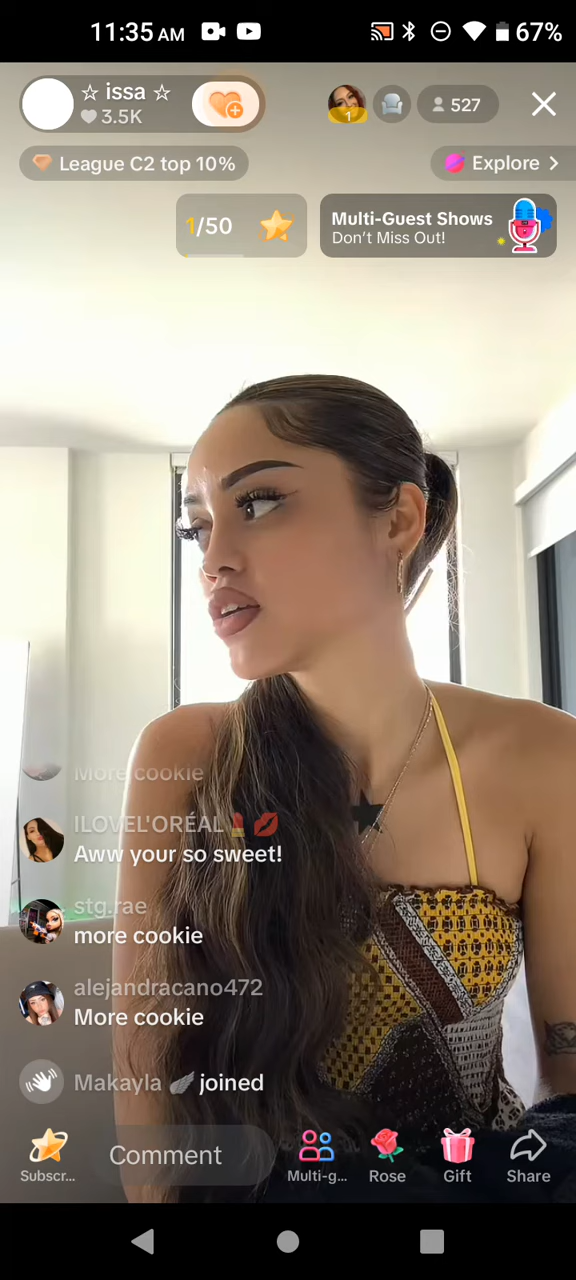 11:35 AM
67%
☆ issa ☆
3.5K
1
527
League C2 top 10%
Explore >
1/50
Multi-Guest Shows
Don't Miss Out!
More cookie
ILOVEL'ORÉAL💄💋
Aww your so sweet!
stg.rae
more cookie
alejandracano472
More cookie
Makayla 🪽 joined
Subscr...
Comment
Multi-g...
Rose
Gift
Share